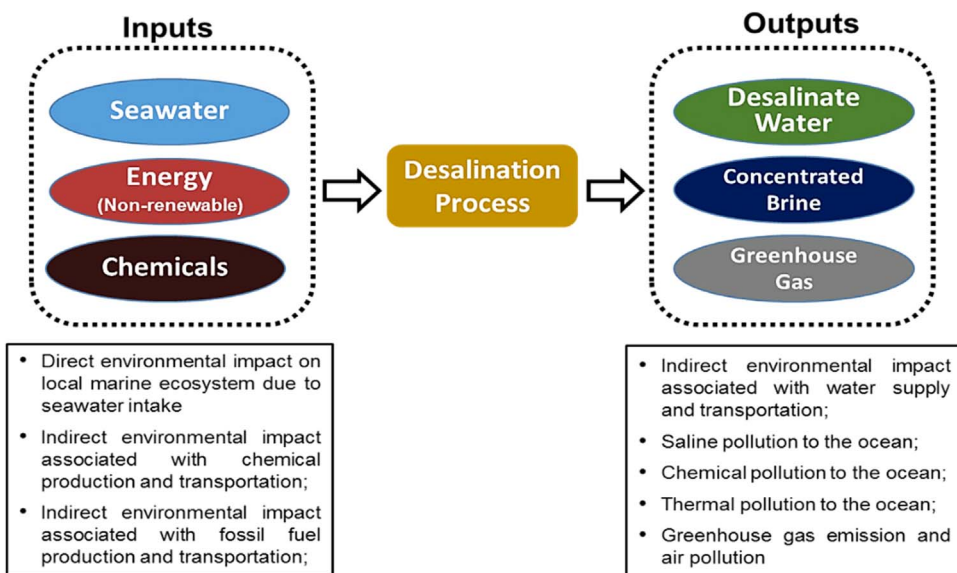 Inputs
Seawater
Energy
(Non-renewable)
Chemicals
Desalination
Process
Outputs
Desalinate
Water
Concentrated
Brine
Greenhouse
Gas
• Direct environmental impact on
local marine ecosystem due to
seawater intake
• Indirect environmental impact
associated with chemical
production and transportation;
• Indirect environmental impact
associated with fossil fuel
production and transportation;
• Indirect environmental impact
associated with water supply
and transportation;
• Saline pollution to the ocean;
• Chemical pollution to the ocean;
• Thermal pollution to the ocean;
• Greenhouse gas emission and
air pollution